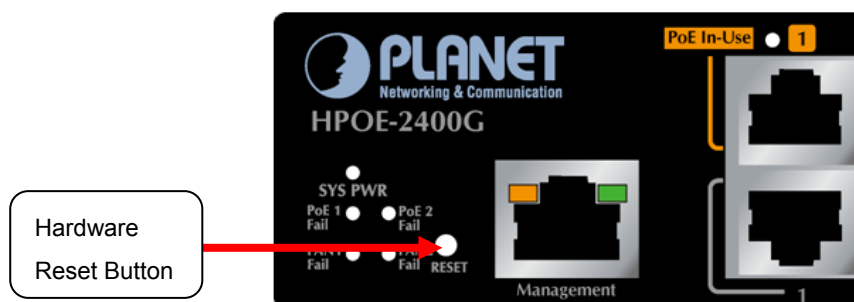 PLANET
Networking & Communication
HPOE-2400G
PoE In-Use
1
SYS PWR
PoE 1
Fail
PoE 2
Fail
Fail
Fail
RESET
Management
1
Hardware
Reset Button